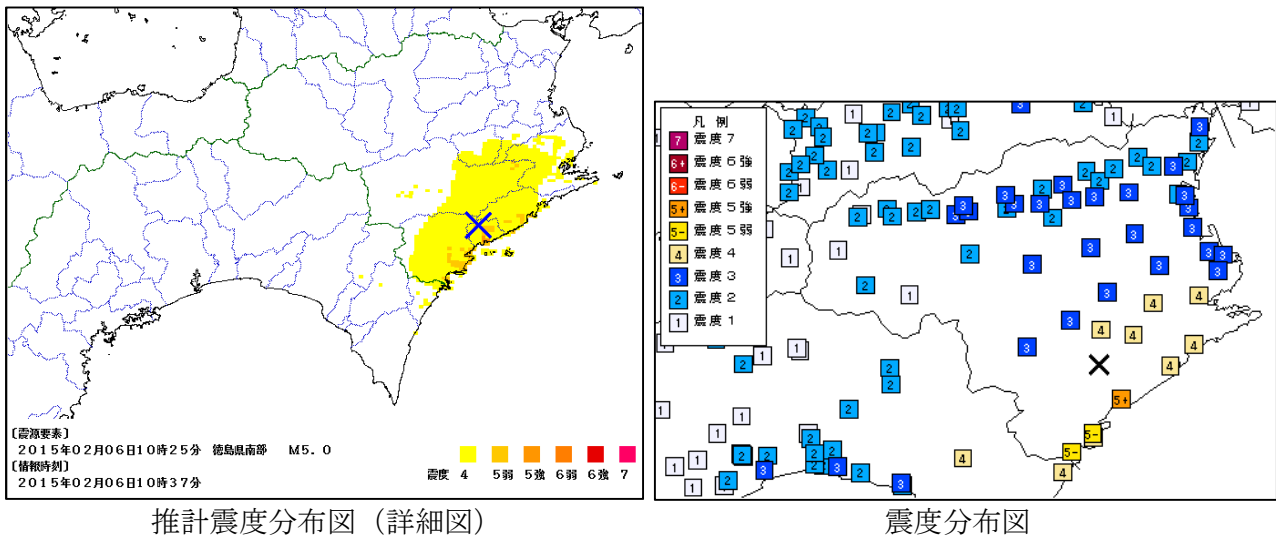 [震源要素]
2015年02月06日10時25分 徳島県南部 M5.0
[情報時刻]
2015年02月06日10時37分
震度 4 5弱 5強 6弱 6強 7
推計震度分布図（詳細図）
凡例
7 震度7
6+ 震度6強
6- 震度6弱
5+ 震度5強
5- 震度5弱
4 震度4
3 震度3
2 震度2
1 震度1
震度分布図